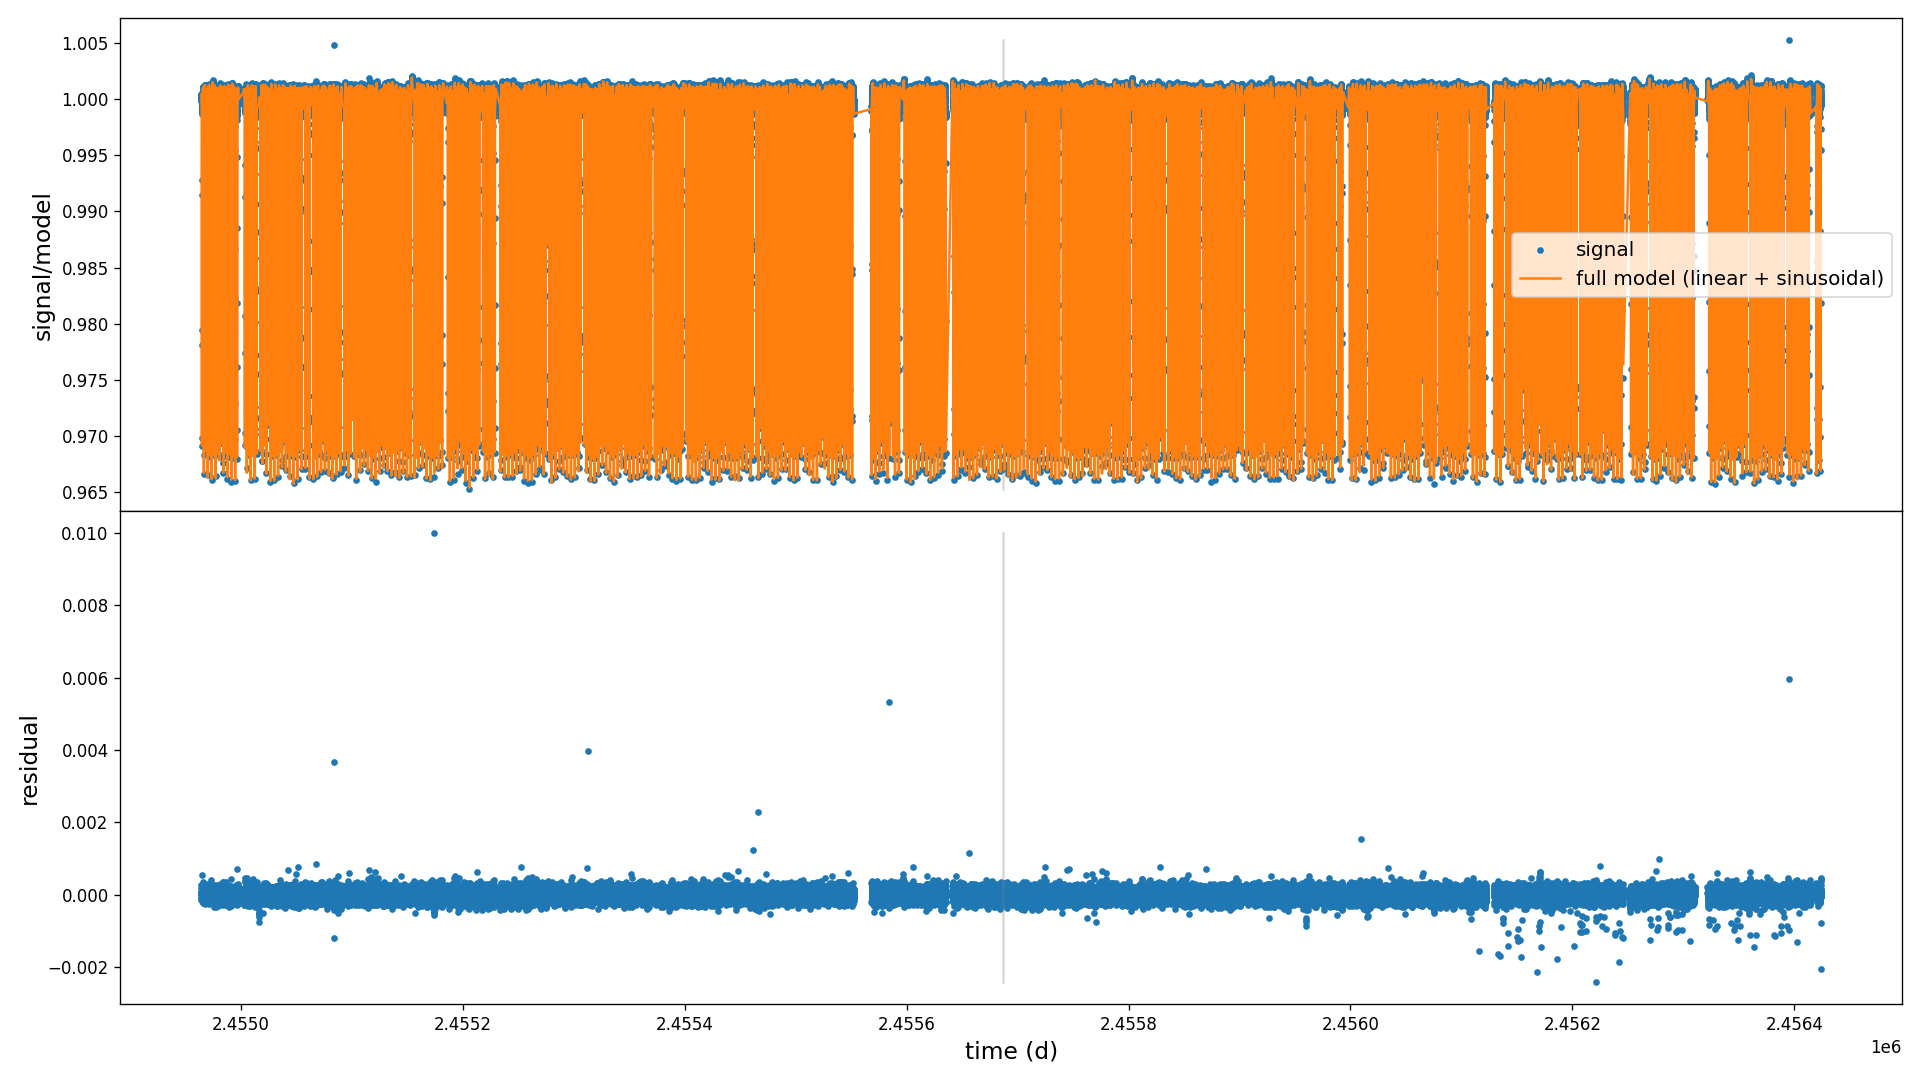 1.005
1.000
0.995
0.990
0.985
0.980
0.975
0.970
0.965
signal/model
signal
full model (linear + sinusoidal)
0.010
0.008
0.006
0.004
0.002
0.000
−0.002
residual
2.4550 2.4552 2.4554 2.4556 2.4558 2.4560 2.4562 2.4564
1e6
time (d)